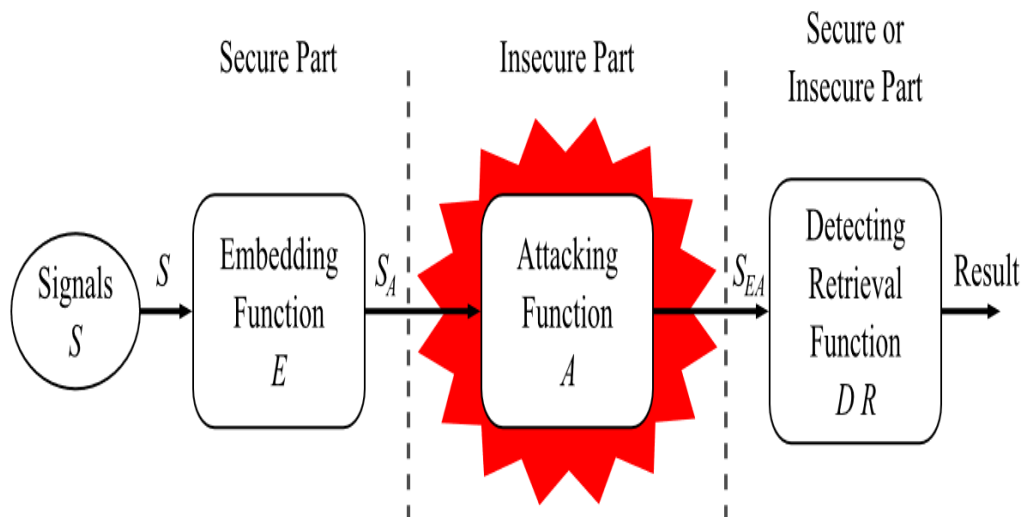 Secure Part
Insecure Part
Secure or
Insecure Part
Signals
S
S
Embedding
Function
E
S_A
Attacking
Function
A
S_EA
Detecting
Retrieval
Function
D R
Result